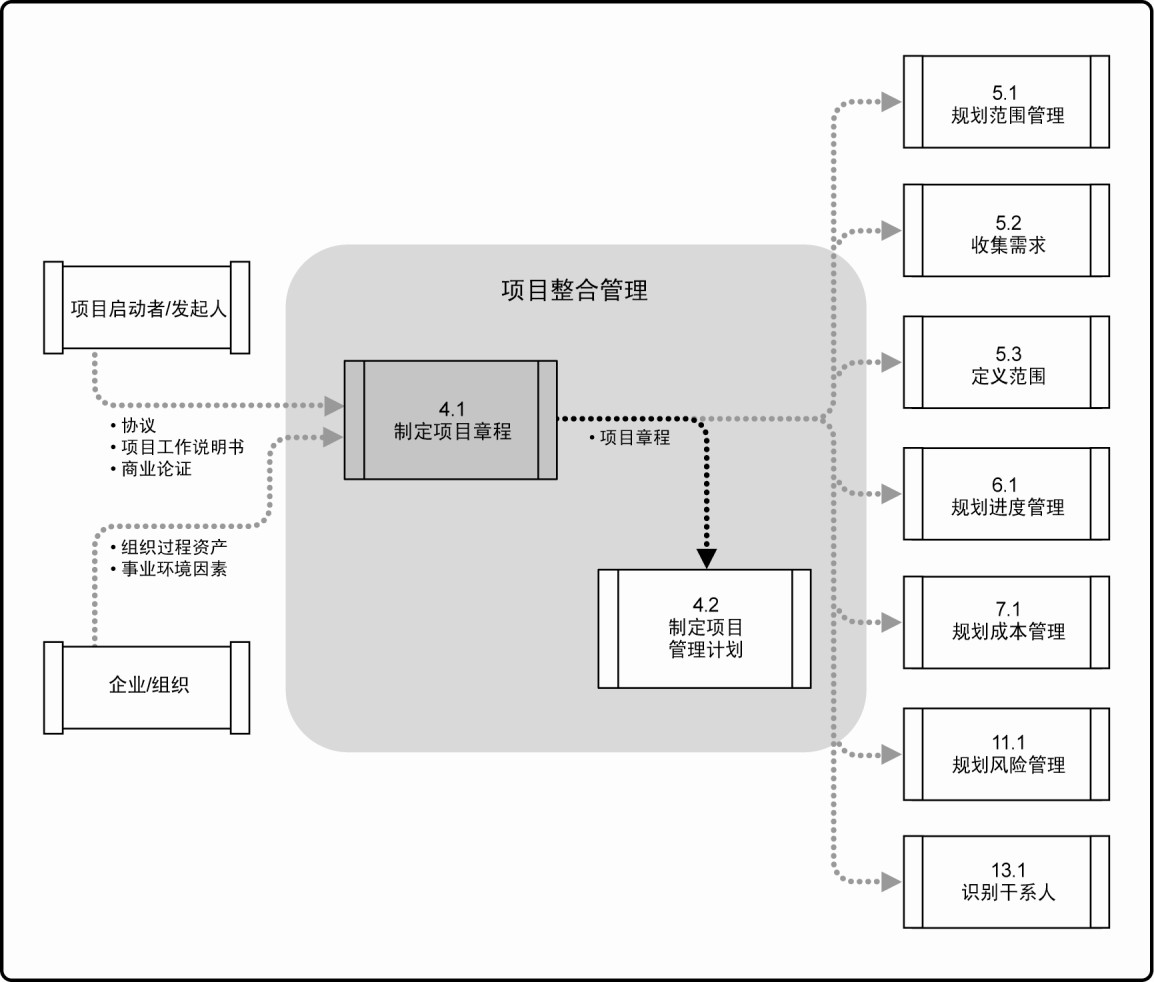 项目整合管理
项目启动者/发起人
• 协议
• 项目工作说明书
• 商业论证
• 组织过程资产
• 事业环境因素
企业/组织
4.1
制定项目章程
• 项目章程
4.2
制定项目
管理计划
5.1
规划范围管理
5.2
收集需求
5.3
定义范围
6.1
规划进度管理
7.1
规划成本管理
11.1
规划风险管理
13.1
识别干系人